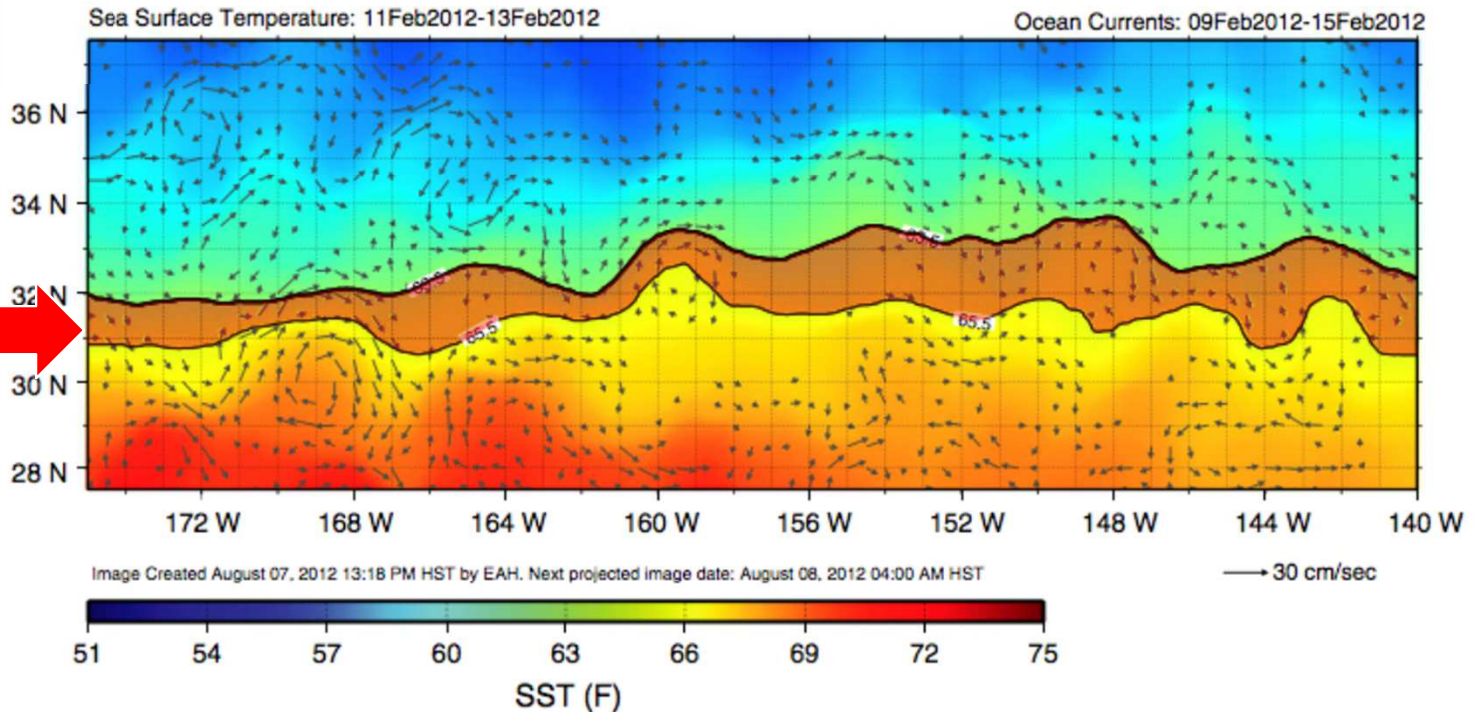 Sea Surface Temperature: 11Feb2012-13Feb2012 Ocean Currents: 09Feb2012-15Feb2012
36 N
34 N
32 N
30 N
28 N
65.5
65.5
172 W 168 W 164 W 160 W 156 W 152 W 148 W 144 W 140 W
Image Created August 07, 2012 13:18 PM HST by EAH. Next projected image date: August 08, 2012 04:00 AM HST
30 cm/sec
51 54 57 60 63 66 69 72 75
SST (F)